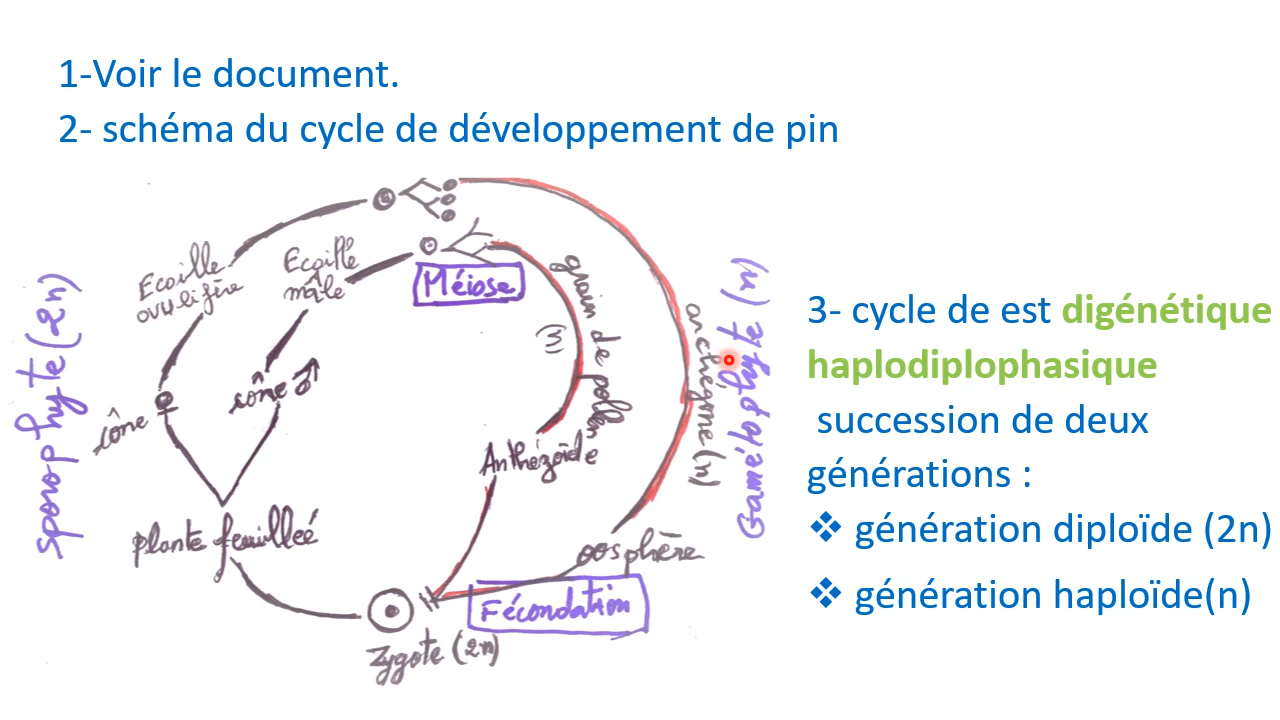 1-Voir le document.
2- schéma du cycle de développement de pin
Ecaille
ovulifère
Ecaille
mâle
Méiose
grain de pollen
(n)
archégone (n)
Gamétophyte (n)
sporophyte (2n)
cône ♀
cône ♂
Anthézoïde
plante feuilleé
oosphère
Fécondation
Zygote (2n)
3- cycle de est digénétique
haplodiplophasique
succession de deux
générations :
❖ génération diploïde (2n)
❖ génération haploïde(n)